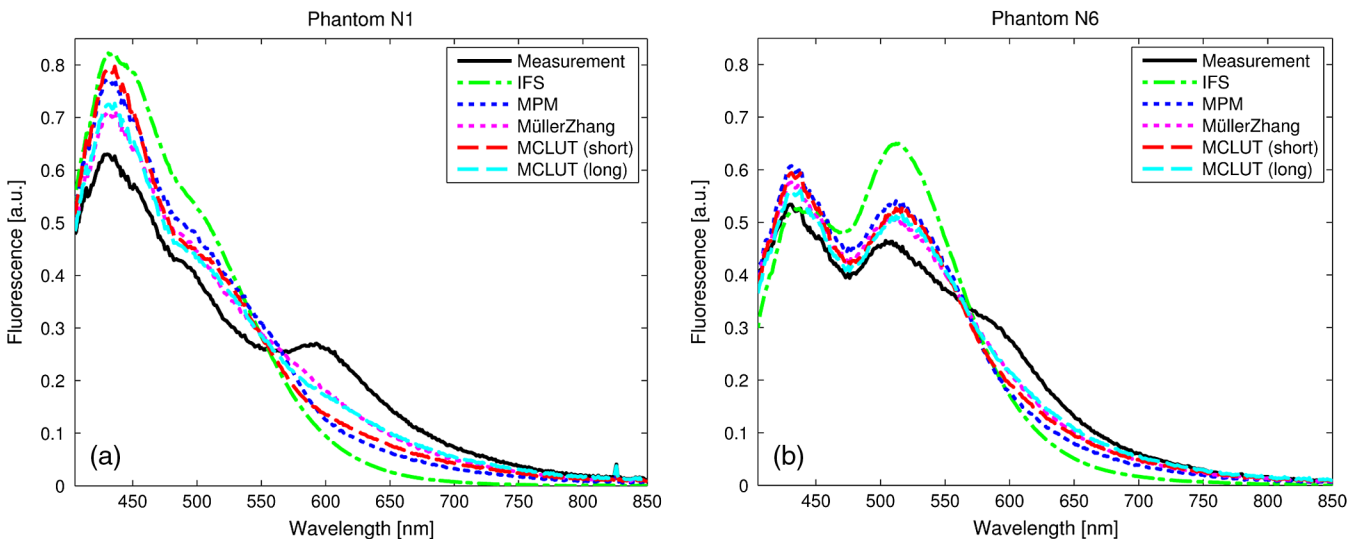 Phantom N1
Fluorescence [a.u.]
0.8
0.7
0.6
0.5
0.4
0.3
0.2
0.1
0
Measurement
IFS
MPM
MüllerZhang
MCLUT (short)
MCLUT (long)
(a)
450 500 550 600 650 700 750 800 850
Wavelength [nm]
Phantom N6
Fluorescence [a.u.]
0.8
0.7
0.6
0.5
0.4
0.3
0.2
0.1
0
Measurement
IFS
MPM
MüllerZhang
MCLUT (short)
MCLUT (long)
(b)
450 500 550 600 650 700 750 800 850
Wavelength [nm]